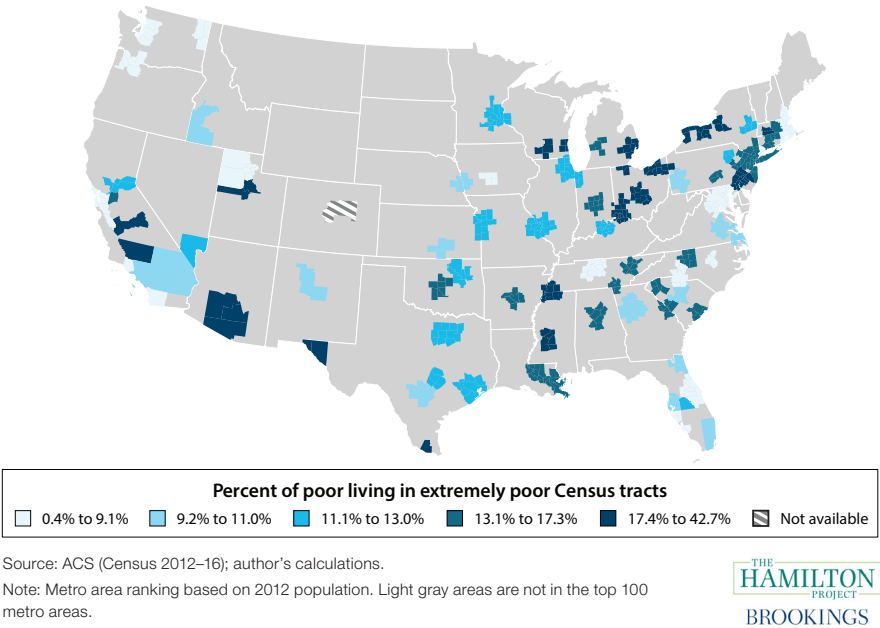 Percent of poor living in extremely poor Census tracts
0.4% to 9.1% 9.2% to 11.0% 11.1% to 13.0% 13.1% to 17.3% 17.4% to 42.7% Not available
Source: ACS (Census 2012–16); author’s calculations.
Note: Metro area ranking based on 2012 population. Light gray areas are not in the top 100
metro areas.
THE
HAMILTON
PROJECT
BROOKINGS